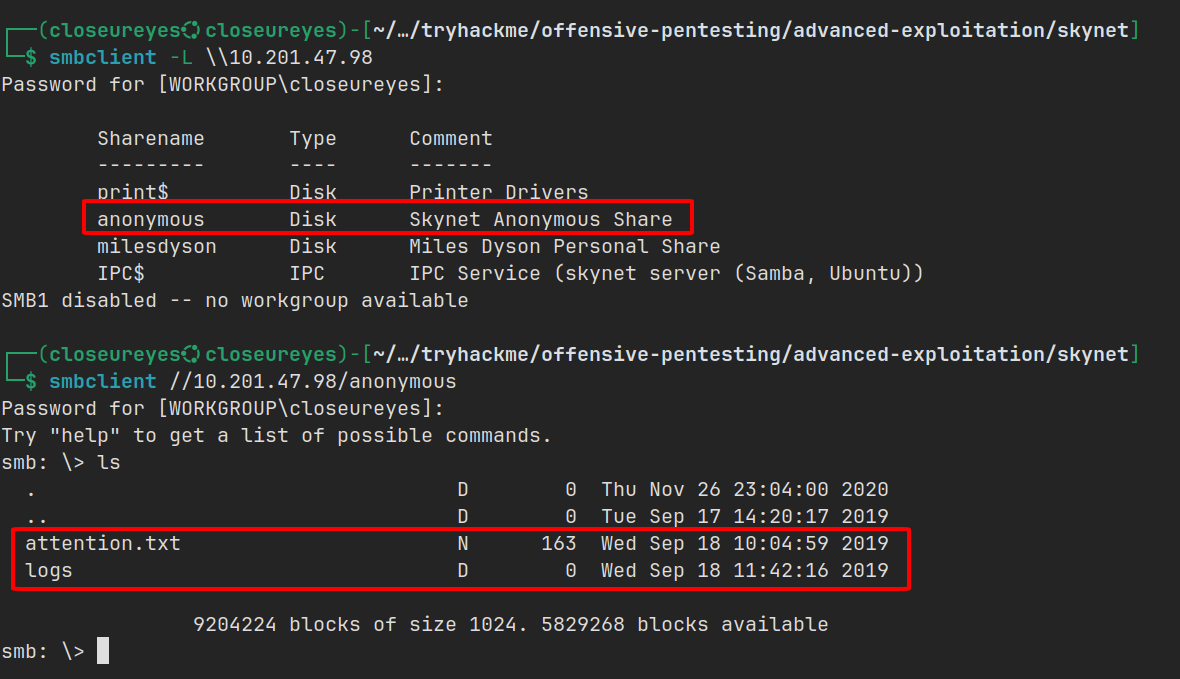 ┌──(closeureyes㉿closeureyes)-[~/…/tryhackme/offensive-pentesting/advanced-exploitation/skynet]
└─$ smbclient -L \\10.201.47.98
Password for [WORKGROUP\closeureyes]:
Sharename Type Comment
--------- ---- -------
print$ Disk Printer Drivers
anonymous Disk Skynet Anonymous Share
milesdyson Disk Miles Dyson Personal Share
IPC$ IPC IPC Service (skynet server (Samba, Ubuntu))
SMB1 disabled -- no workgroup available
┌──(closeureyes㉿closeureyes)-[~/…/tryhackme/offensive-pentesting/advanced-exploitation/skynet]
└─$ smbclient //10.201.47.98/anonymous
Password for [WORKGROUP\closeureyes]:
Try "help" to get a list of possible commands.
smb: \> ls
. D 0 Thu Nov 26 23:04:00 2020
.. D 0 Tue Sep 17 14:20:17 2019
attention.txt N 163 Wed Sep 18 10:04:59 2019
logs D 0 Wed Sep 18 11:42:16 2019
9204224 blocks of size 1024. 5829268 blocks available
smb: \>